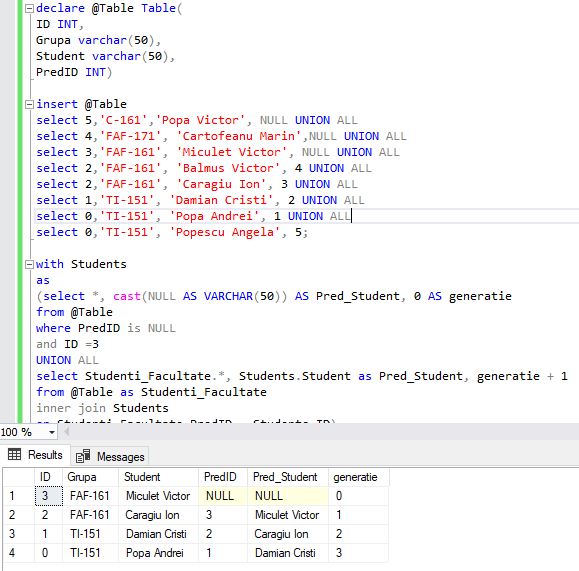 declare @Table Table(
ID INT,
Grupa varchar(50),
Student varchar(50),
PredID INT)
insert @Table
select 5,'C-161','Popa Victor', NULL UNION ALL
select 4,'FAF-171', 'Cartofeanu Marin',NULL UNION ALL
select 3,'FAF-161', 'Miculet Victor', NULL UNION ALL
select 2,'FAF-161', 'Balmus Victor', 4 UNION ALL
select 2,'FAF-161', 'Caragiu Ion', 3 UNION ALL
select 1,'TI-151', 'Damian Cristi', 2 UNION ALL
select 0,'TI-151', 'Popa Andrei', 1 UNION ALL
select 0,'TI-151', 'Popescu Angela', 5;
with Students
as
(select *, cast(NULL AS VARCHAR(50)) AS Pred_Student, 0 AS generatie
from @Table
where PredID is NULL
and ID =3
UNION ALL
select Studenti_Facultate.*, Students.Student as Pred_Student, generatie + 1
from @Table as Studenti_Facultate
inner join Students
on Studenti_Facultate.PredID = Students.ID)
100 %
Results Messages
ID Grupa Student PredID Pred_Student generatie
1 3 FAF-161 Miculet Victor NULL NULL 0
2 2 FAF-161 Caragiu Ion 3 Miculet Victor 1
3 1 TI-151 Damian Cristi 2 Caragiu Ion 2
4 0 TI-151 Popa Andrei 1 Damian Cristi 3